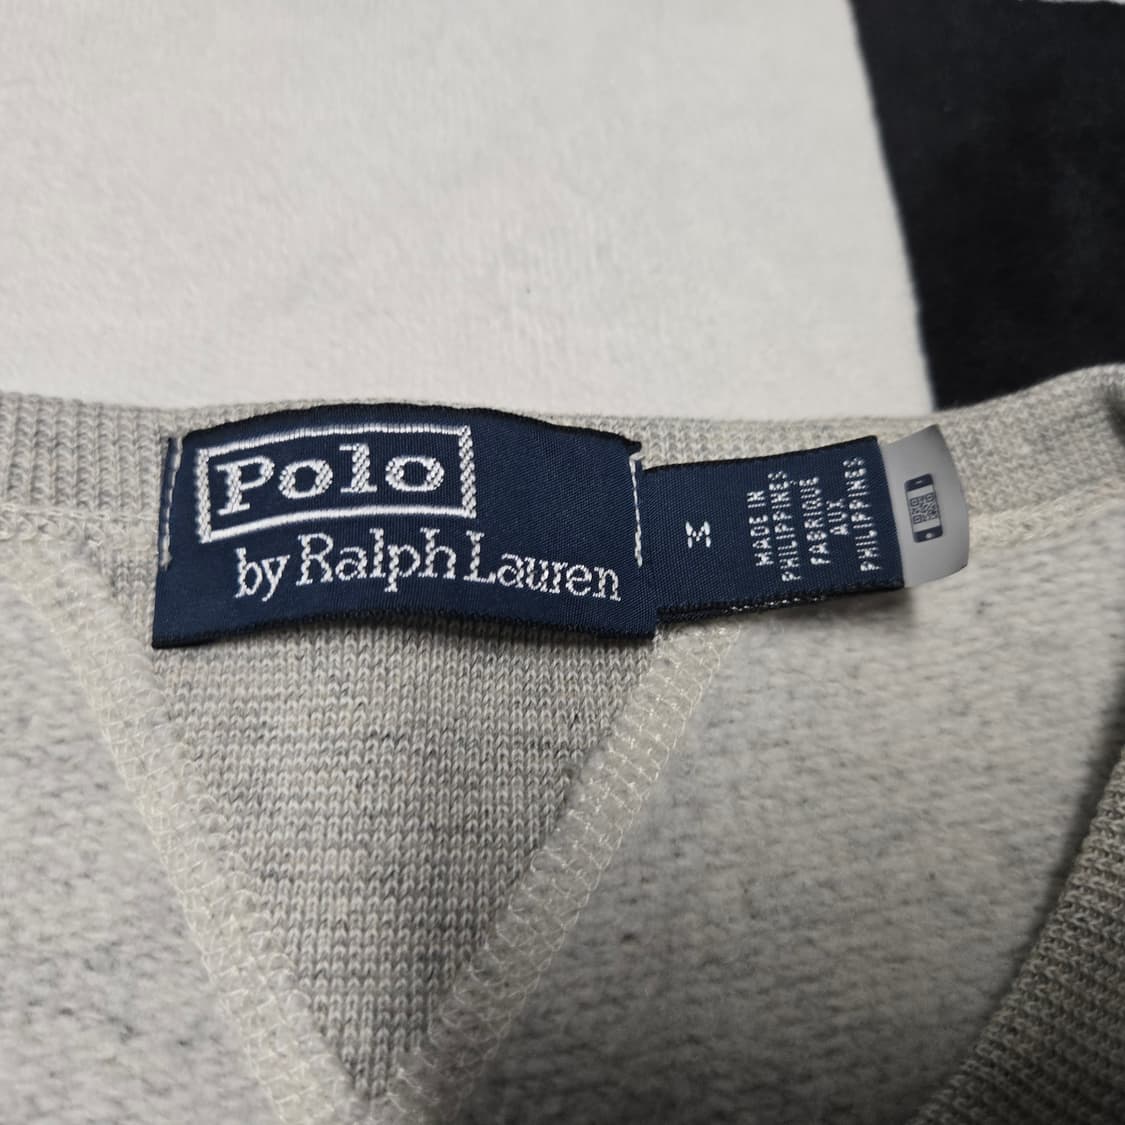 Polo
by Ralph Lauren
M
MADE IN
PHILIPPINES
FABRIQUE
AUX
PHILIPPINES